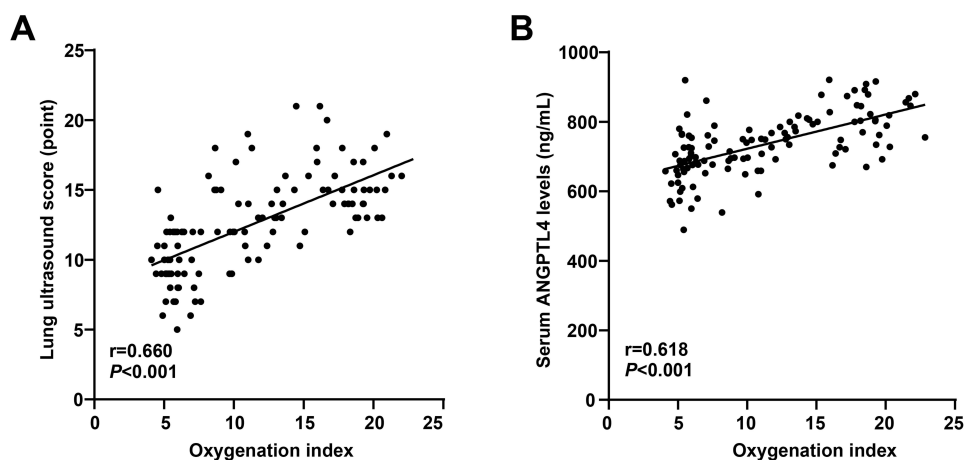 A
Lung ultrasound score (point)
25
20
15
10
5
0
r=0.660
P<0.001
0 5 10 15 20 25
Oxygenation index
B
Serum ANGPTL4 levels (ng/mL)
1000
800
600
400
200
0
r=0.618
P<0.001
0 5 10 15 20 25
Oxygenation index